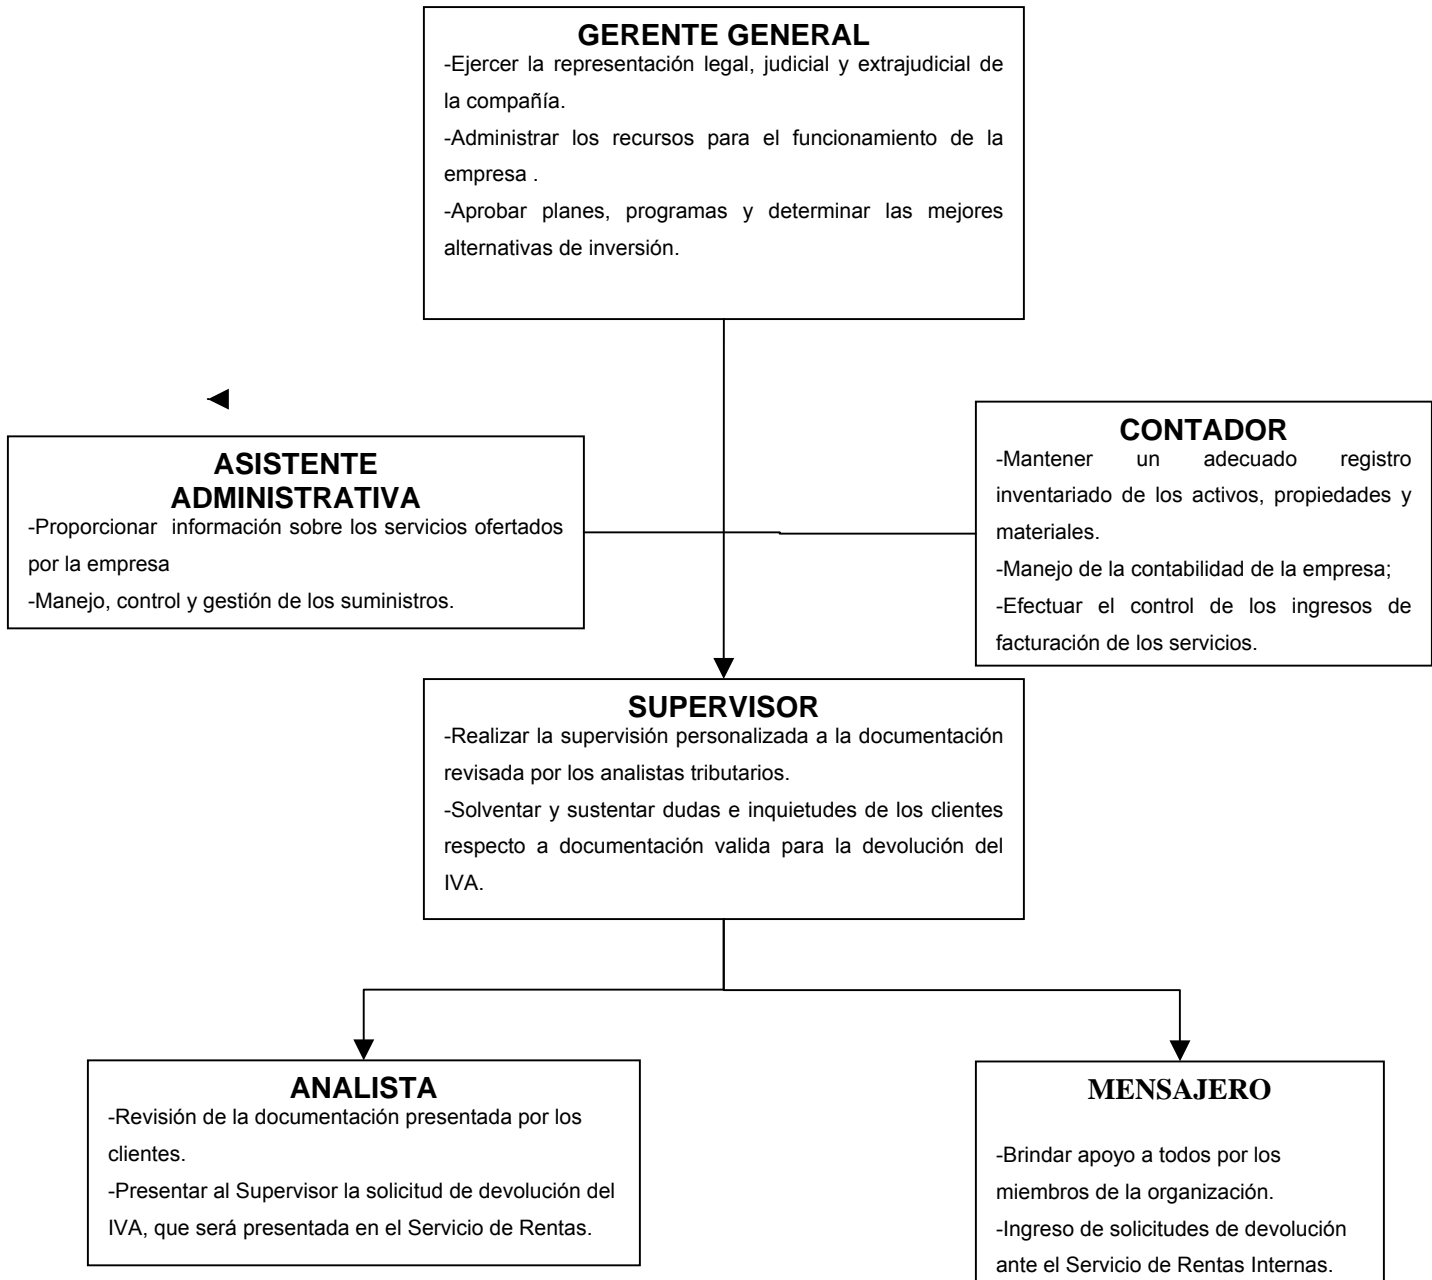 GERENTE GENERAL
-Ejercer la representación legal, judicial y extrajudicial de
la compañía.
-Administrar los recursos para el funcionamiento de la
empresa .
-Aprobar planes, programas y determinar las mejores
alternativas de inversión.
ASISTENTE
ADMINISTRATIVA
-Proporcionar información sobre los servicios ofertados
por la empresa
-Manejo, control y gestión de los suministros.
CONTADOR
-Mantener un adecuado registro
inventariado de los activos, propiedades y
materiales.
-Manejo de la contabilidad de la empresa;
-Efectuar el control de los ingresos de
facturación de los servicios.
SUPERVISOR
-Realizar la supervisión personalizada a la documentación
revisada por los analistas tributarios.
-Solventar y sustentar dudas e inquietudes de los clientes
respecto a documentación valida para la devolución del
IVA.
ANALISTA
-Revisión de la documentación presentada por los
clientes.
-Presentar al Supervisor la solicitud de devolución del
IVA, que será presentada en el Servicio de Rentas.
MENSAJERO
-Brindar apoyo a todos por los
miembros de la organización.
-Ingreso de solicitudes de devolución
ante el Servicio de Rentas Internas.